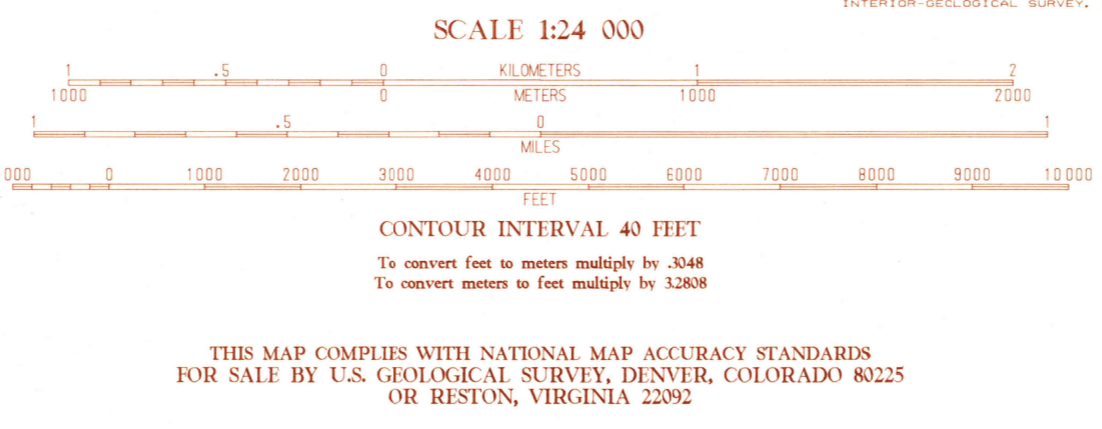 INTERIOR-GEOLOGICAL SURVEY,
SCALE 1:24 000
1 .5 0 KILOMETERS 1 2
1000 0 METERS 1000 2000
1 .5 0 1
MILES
000 0 1000 2000 3000 4000 5000 6000 7000 8000 9000 10 000
FEET
CONTOUR INTERVAL 40 FEET
To convert feet to meters multiply by .3048
To convert meters to feet multiply by 3.2808
THIS MAP COMPLIES WITH NATIONAL MAP ACCURACY STANDARDS
FOR SALE BY U.S. GEOLOGICAL SURVEY, DENVER, COLORADO 80225
OR RESTON, VIRGINIA 22092